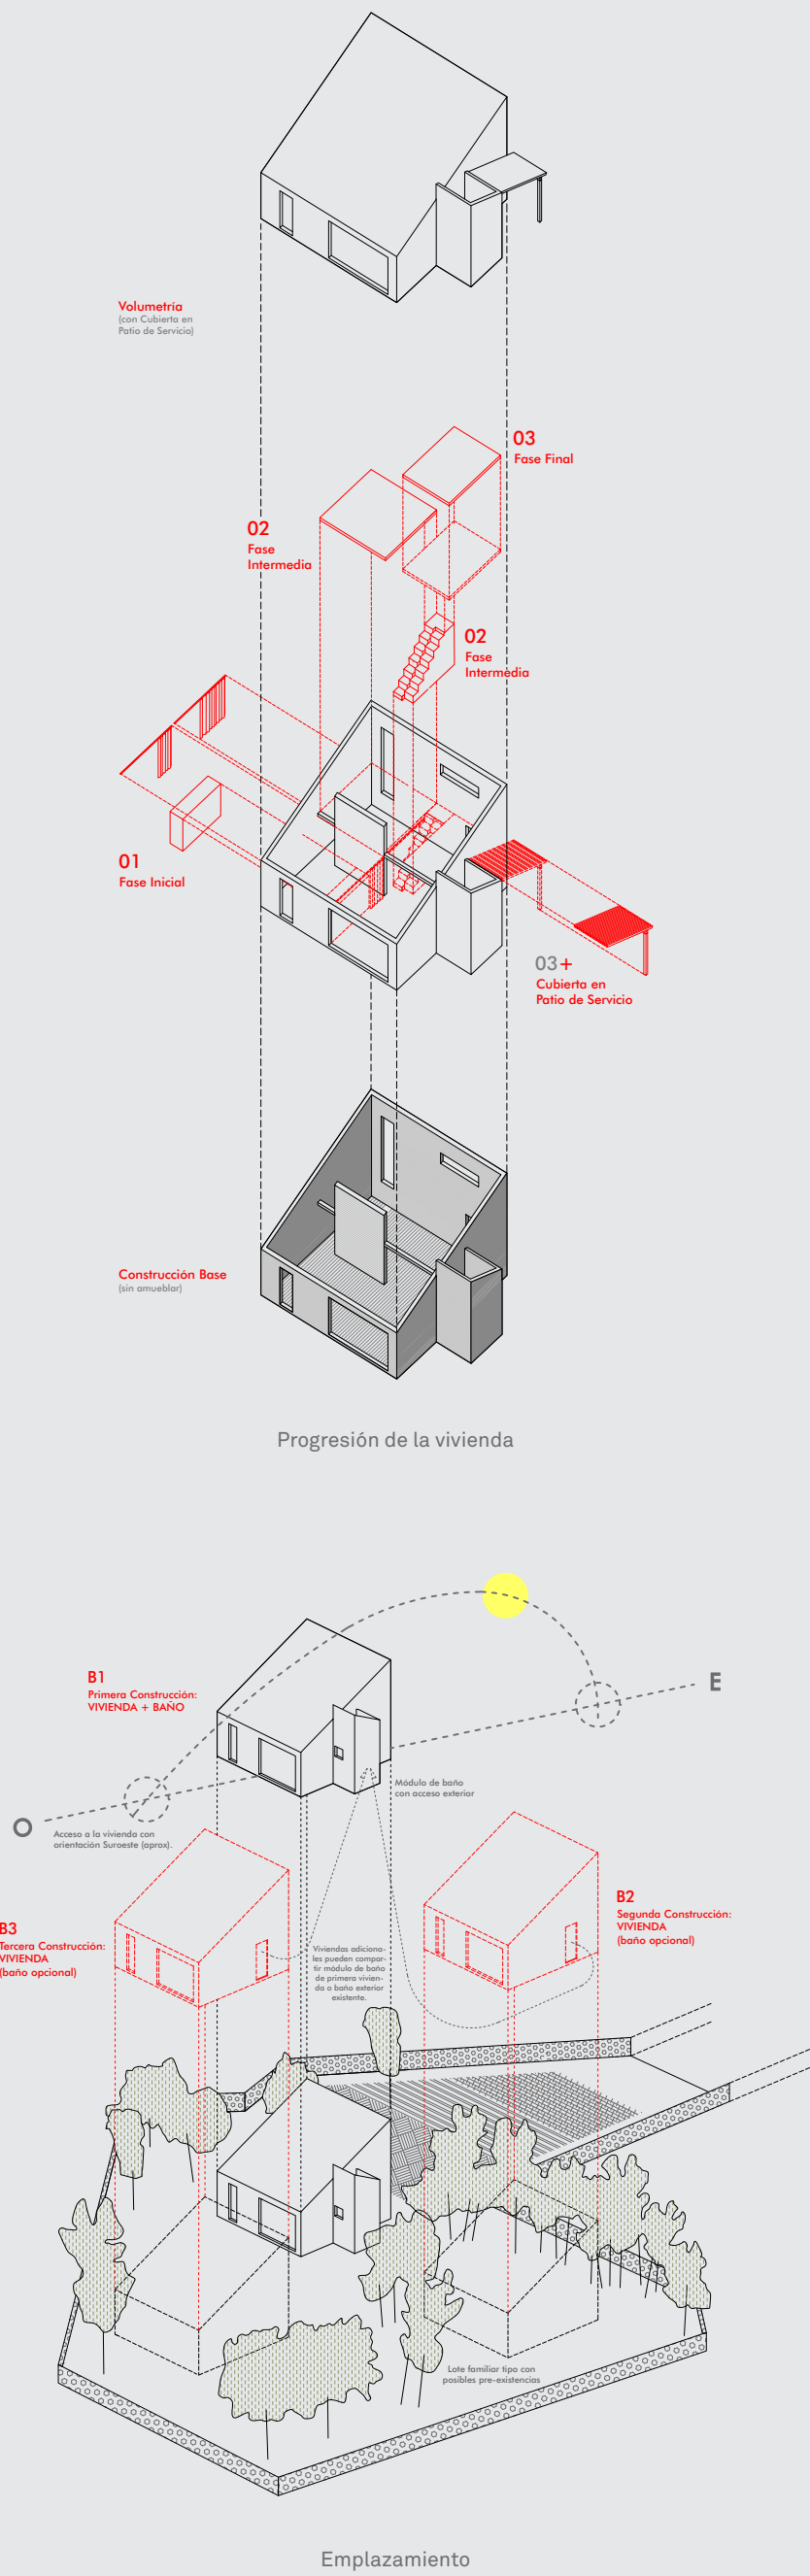 Volumetría
(con Cubierta en
Patio de Servicio)
03
Fase Final
02
Fase
Intermedia
02
Fase
Intermedia
01
Fase Inicial
03+
Cubierta en
Patio de Servicio
Construcción Base
(sin amueblar)
Progresión de la vivienda
B1
Primera Construcción:
VIVIENDA + BAÑO
E
Módulo de baño
con acceso exterior
O
Acceso a la vivienda con
orientación Suroeste (aprox).
B2
Segunda Construcción:
VIVIENDA
(baño opcional)
B3
Tercera Construcción:
VIVIENDA
(baño opcional)
Viviendas adiciona-
les pueden compar-
tir módulo de baño
de primera vivien-
da o baño exterior
existente.
Lote familiar tipo con
posibles pre-existencias
Emplazamiento